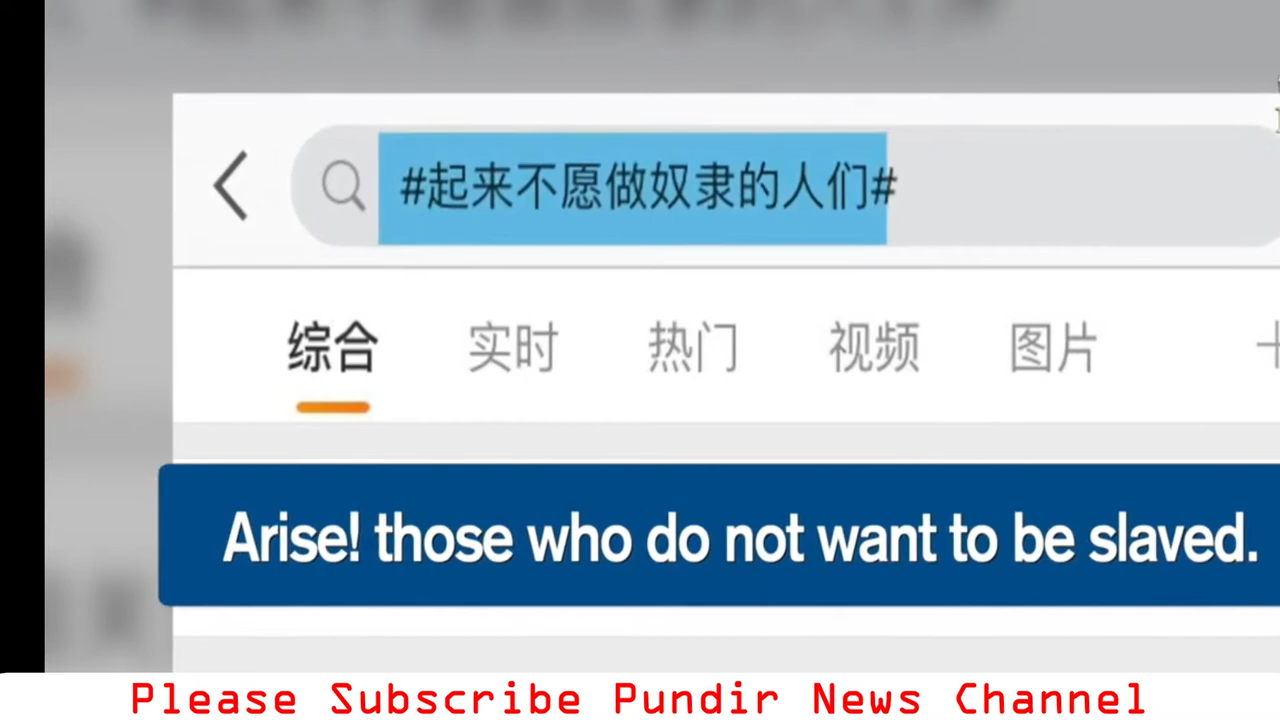 #起来不愿做奴隶的人们#
综合 实时 热门 视频 图片
Arise! those who do not want to be slaved.
Please Subscribe Pundir News Channel